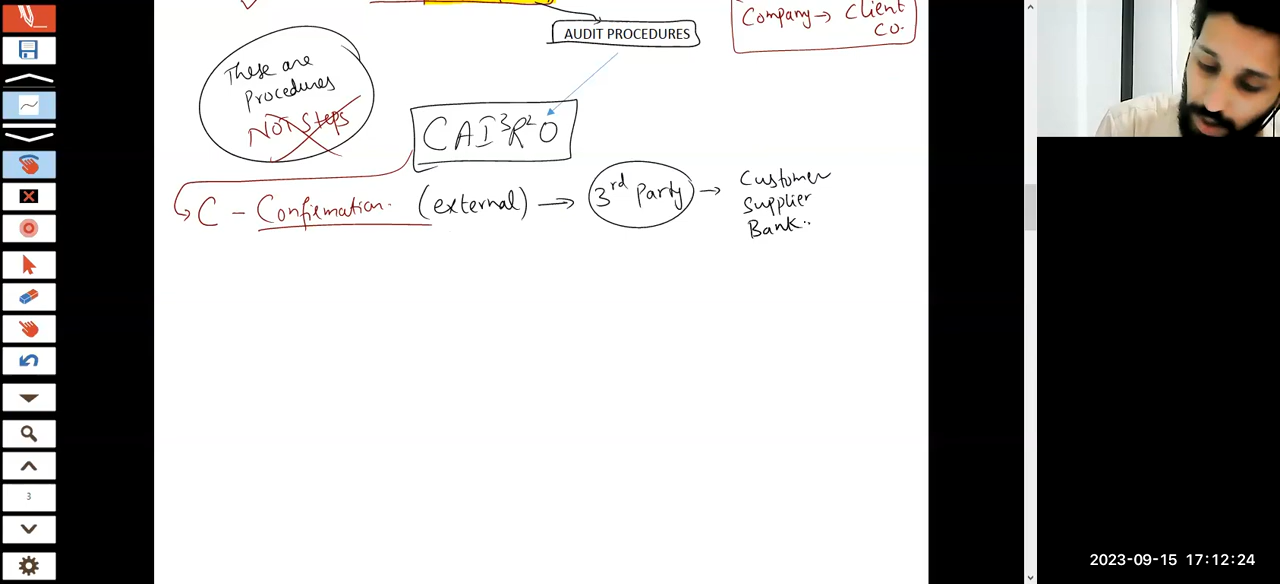 Company → Client
Co.
AUDIT PROCEDURES
These are
Procedures
NOT Steps
CAI³R²O
C - Confirmation. (external) → 3rd Party → Customer
Supplier
Bank..
3
2023-09-15 17:12:24